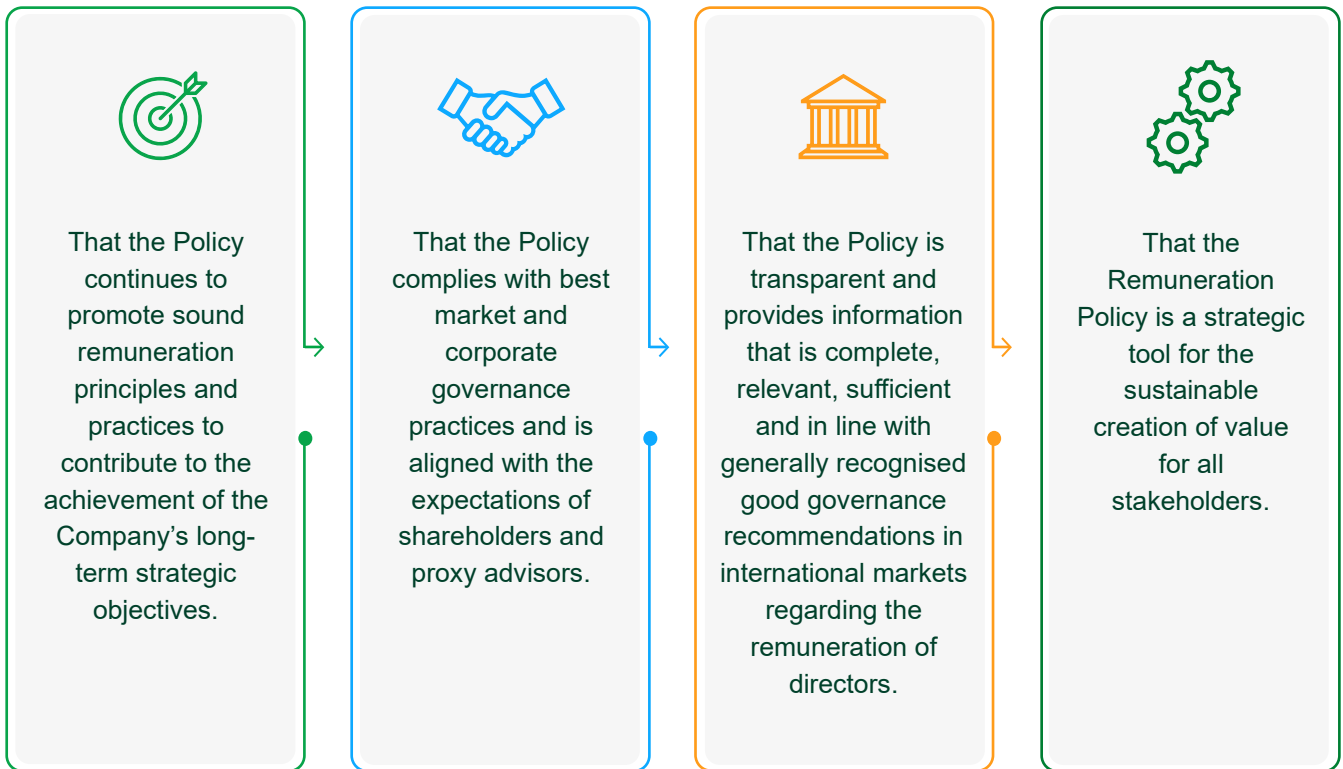 That the Policy
continues to
promote sound
remuneration
principles and
practices to
contribute to the
achievement of the
Company’s long-
term strategic
objectives.
That the Policy
complies with best
market and
corporate
governance
practices and is
aligned with the
expectations of
shareholders and
proxy advisors.
That the Policy is
transparent and
provides information
that is complete,
relevant, sufficient
and in line with
generally recognised
good governance
recommendations in
international markets
regarding the
remuneration of
directors.
That the
Remuneration
Policy is a strategic
tool for the
sustainable
creation of value
for all
stakeholders.